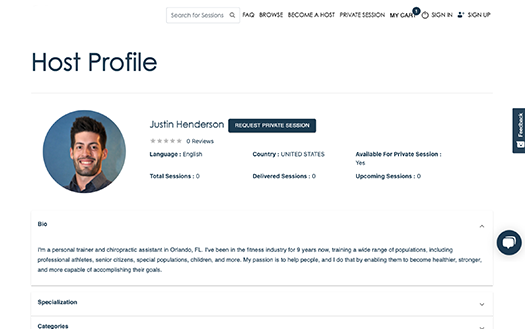 Search for Sessions FAQ BROWSE BECOME A HOST PRIVATE SESSION MY CART 1 SIGN IN SIGN UP
Host Profile
Justin Henderson REQUEST PRIVATE SESSION
0 Reviews
Language : English Country : UNITED STATES Available For Private Session :
Yes
Total Sessions : 0 Delivered Sessions : 0 Upcoming Sessions : 0
Feedback
Bio
I'm a personal trainer and chiropractic assistant in Orlando, FL. I've been in the fitness industry for 9 years now, training a wide range of populations, including
professional athletes, senior citizens, special populations, children, and more. My passion is to help people, and I do that by enabling them to become healthier, stronger,
and more capable of accomplishing their goals.
Specialization
Categories